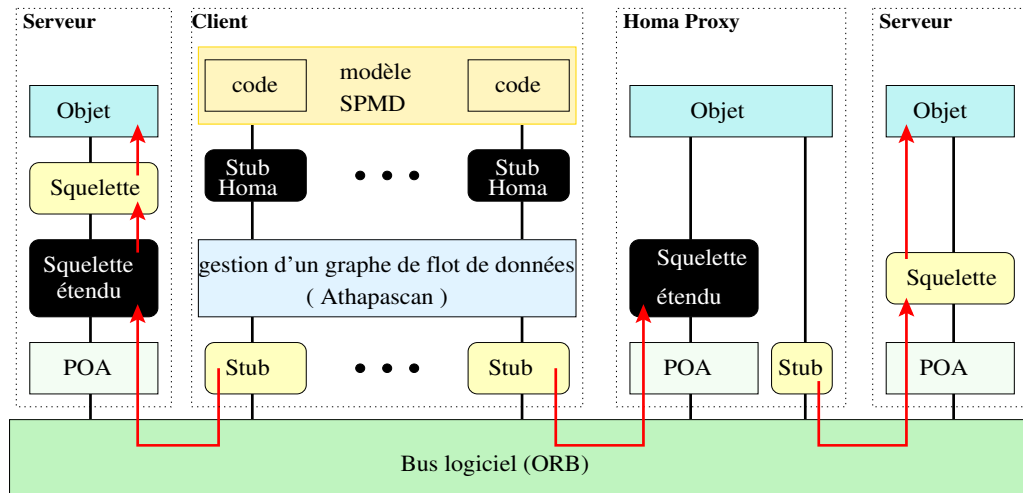 Serveur
Objet
Squelette
Squelette
étendu
POA
Client
code
modèle
SPMD
code
Stub
Homa
Stub
Homa
gestion d'un graphe de flot de données
( Athapascan )
Stub
Stub
Homa Proxy
Objet
Squelette
étendu
POA
Stub
Serveur
Objet
Squelette
POA
Bus logiciel (ORB)